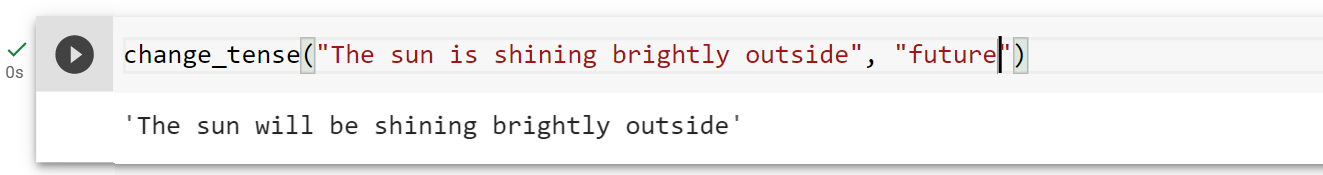 change_tense("The sun is shining brightly outside", "future")
0s
'The sun will be shining brightly outside'